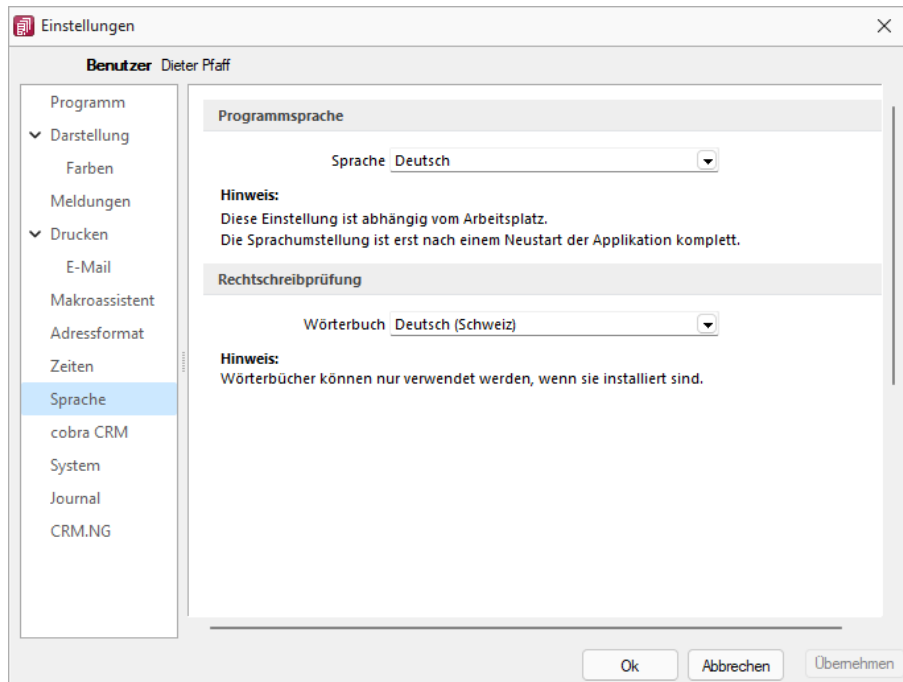 Einstellungen
Benutzer Dieter Pfaff
Programm
Darstellung
Farben
Meldungen
Drucken
E-Mail
Makroassistent
Adressformat
Zeiten
Sprache
cobra CRM
System
Journal
CRM.NG
Programmsprache
Sprache Deutsch
Hinweis:
Diese Einstellung ist abhängig vom Arbeitsplatz.
Die Sprachumstellung ist erst nach einem Neustart der Applikation komplett.
Rechtschreibprüfung
Wörterbuch Deutsch (Schweiz)
Hinweis:
Wörterbücher können nur verwendet werden, wenn sie installiert sind.
Ok Abbrechen Übernehmen